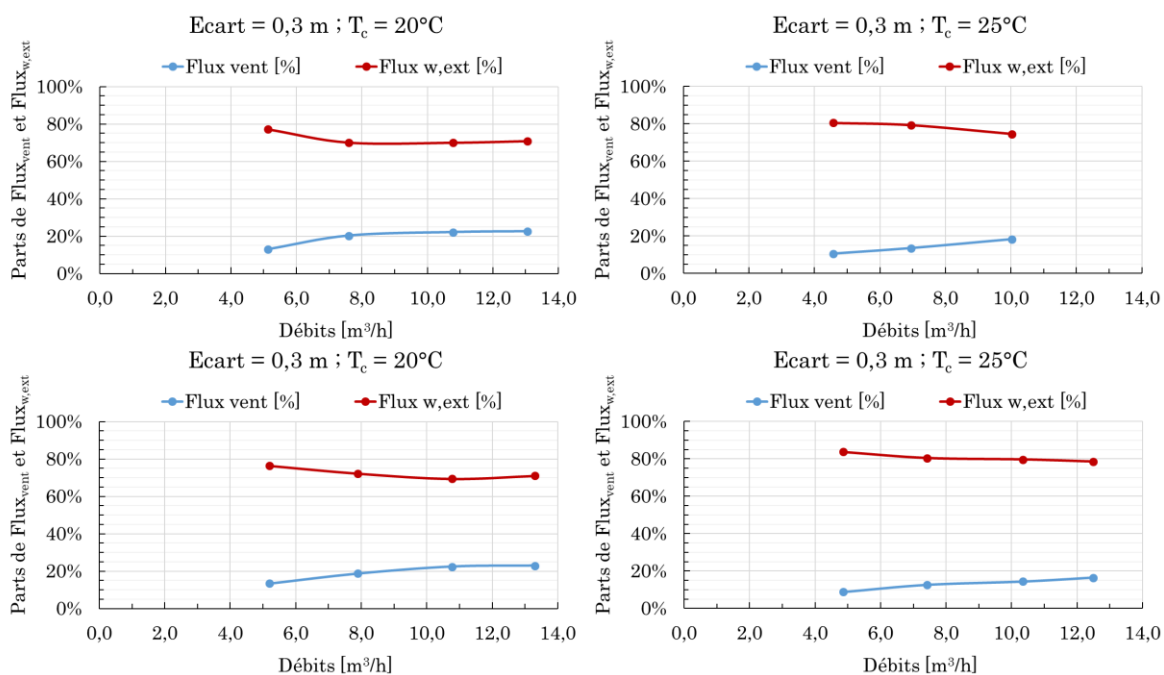 Ecart = 0,3 m ; Tc = 20°C
Flux vent [%] Flux w,ext [%]
Parts de Fluxvent et Fluxw,ext
100%
80%
60%
40%
20%
0%
0,0 2,0 4,0 6,0 8,0 10,0 12,0 14,0
Débits [m³/h]
Ecart = 0,3 m ; Tc = 25°C
Flux vent [%] Flux w,ext [%]
Parts de Fluxvent et Fluxw,ext
100%
80%
60%
40%
20%
0%
0,0 2,0 4,0 6,0 8,0 10,0 12,0 14,0
Débits [m³/h]
Ecart = 0,3 m ; Tc = 20°C
Flux vent [%] Flux w,ext [%]
Parts de Fluxvent et Fluxw,ext
100%
80%
60%
40%
20%
0%
0,0 2,0 4,0 6,0 8,0 10,0 12,0 14,0
Débits [m³/h]
Ecart = 0,3 m ; Tc = 25°C
Flux vent [%] Flux w,ext [%]
Parts de Fluxvent et Fluxw,ext
100%
80%
60%
40%
20%
0%
0,0 2,0 4,0 6,0 8,0 10,0 12,0 14,0
Débits [m³/h]